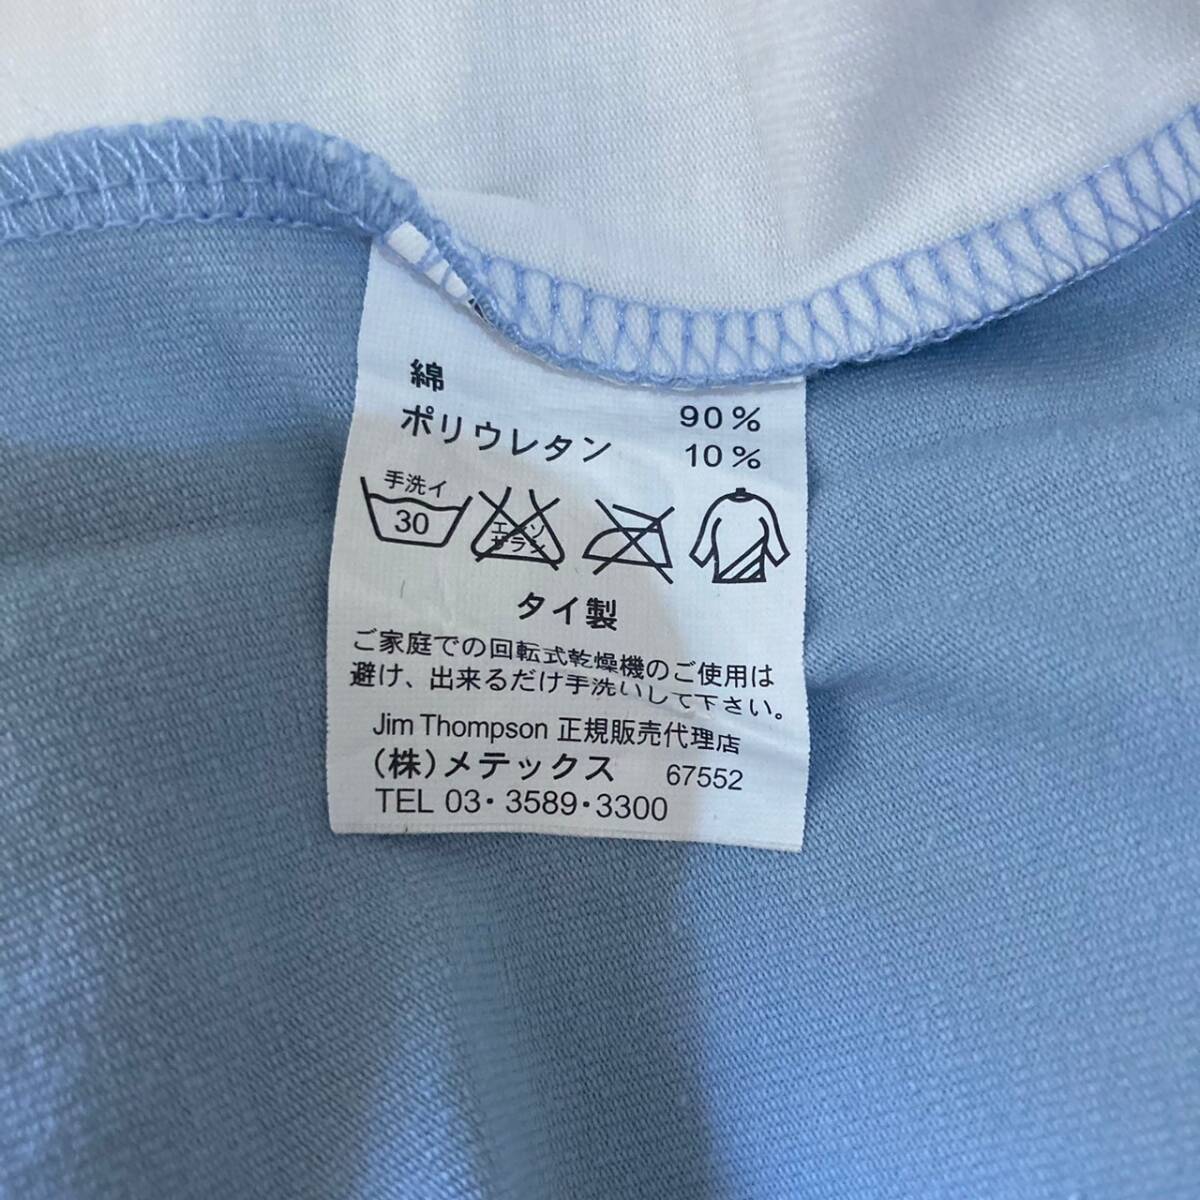 綿 90%
ポリウレタン 10%
手洗イ
30
エンソ
サラシ
タイ製
ご家庭での回転式乾燥機のご使用は
避け、出来るだけ手洗いして下さい。
Jim Thompson 正規販売代理店
(株)メテックス 67552
TEL 03・3589・3300